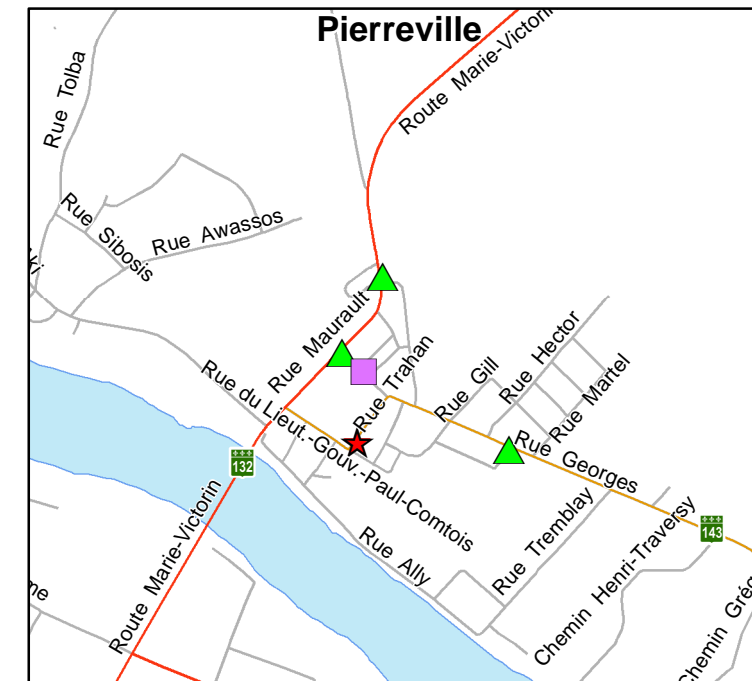 Pierreville
Route Marie-Victorin
Rue Tolba
Rue Sibosis
Rue Awassos
Rue Maurault
Rue Trahan
Rue Hector
Rue Gill
Rue Martel
Rue du Lieut.-Gouv.-Paul-Comtois
Rue Georges
132
143
Route Marie-Victorin
Rue Ally
Rue Tremblay
Chemin Henri-Traversy
Chemin Gré